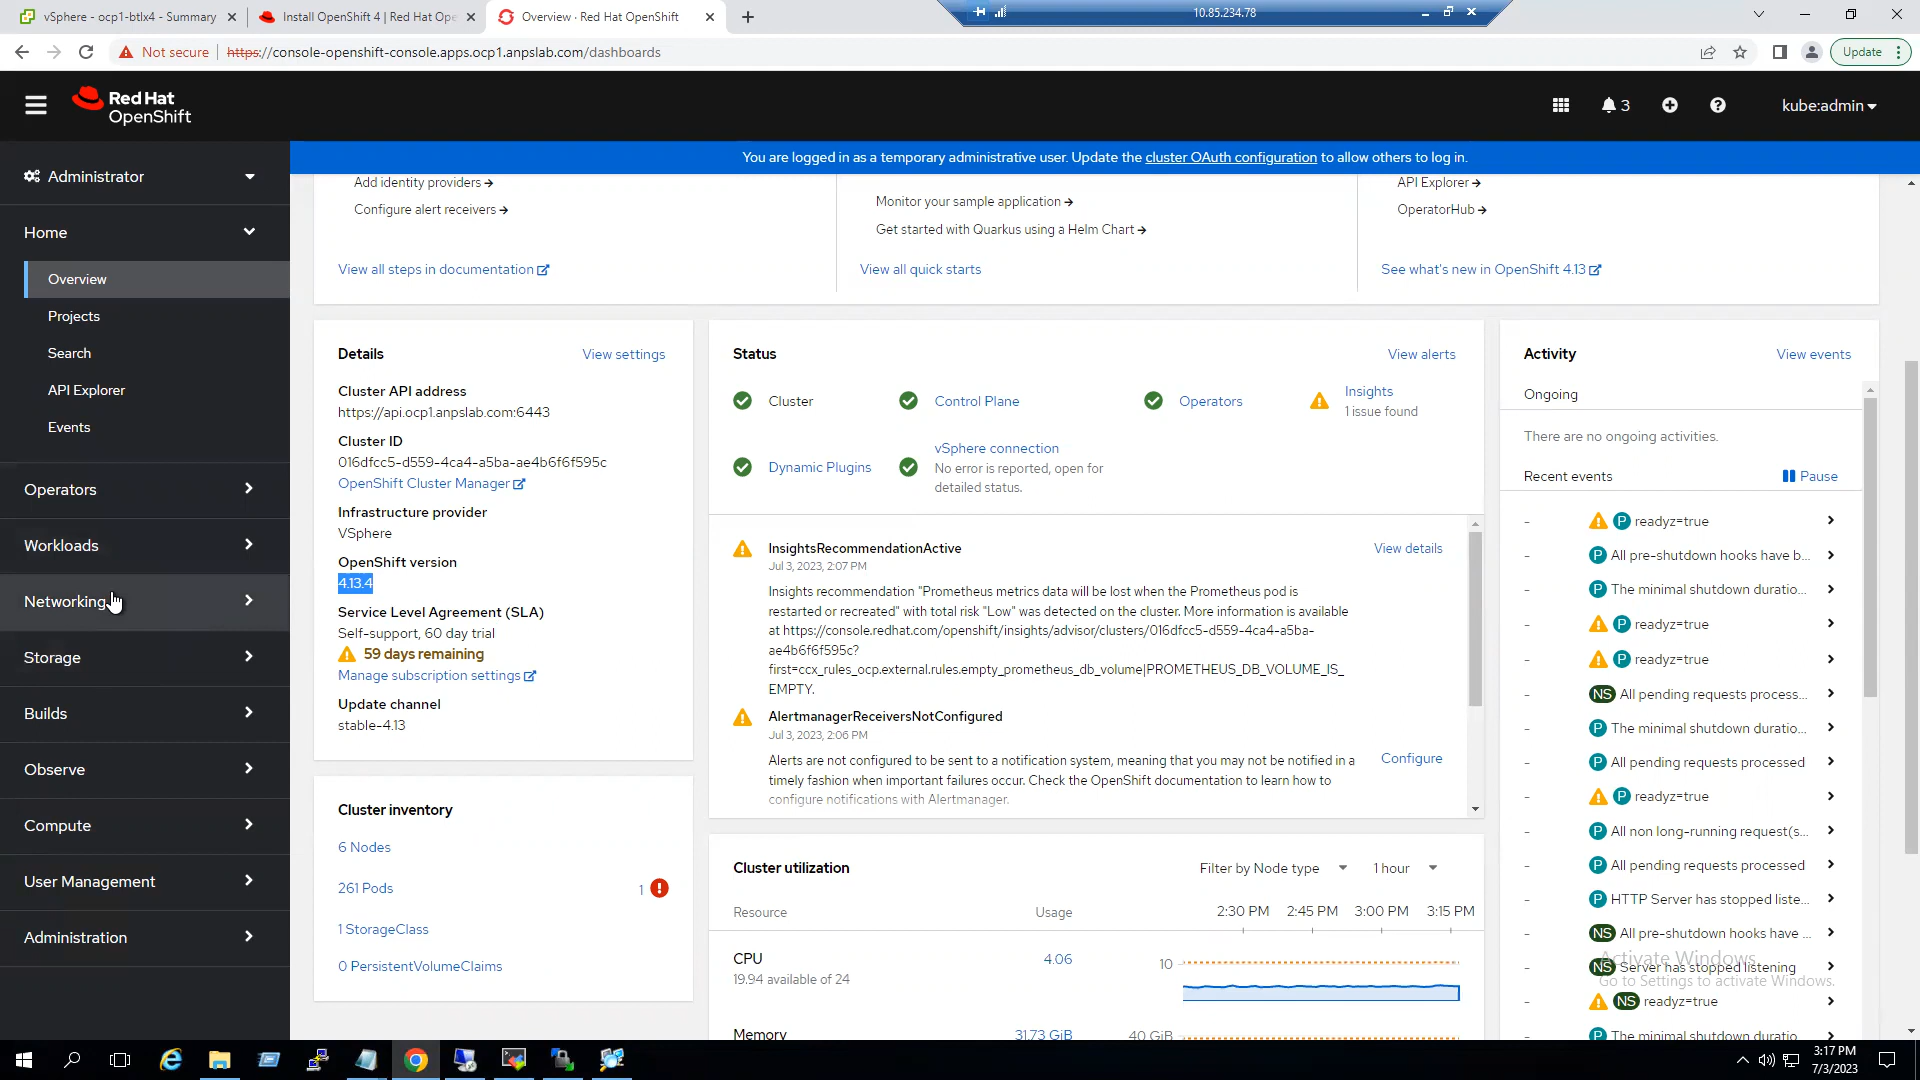 vSphere - ocp1-btlx4 - Summary
Install OpenShift 4 | Red Hat Ope
Overview · Red Hat OpenShift
10.85.234.78
Not secure
https://console-openshift-console.apps.ocp1.anpslab.com/dashboards
Update
Red Hat
OpenShift
3
kube:admin
You are logged in as a temporary administrative user. Update the cluster OAuth configuration to allow others to log in.
Administrator
Home
Overview
Projects
Search
API Explorer
Events
Operators
Workloads
Networking
Storage
Builds
Observe
Compute
User Management
Administration
Add identity providers
Configure alert receivers
View all steps in documentation
Monitor your sample application
Get started with Quarkus using a Helm Chart
View all quick starts
API Explorer
OperatorHub
See what's new in OpenShift 4.13
Details
View settings
Cluster API address
https://api.ocp1.anpslab.com:6443
Cluster ID
016dfcc5-d559-4ca4-a5ba-ae4b6f6f595c
OpenShift Cluster Manager
Infrastructure provider
VSphere
OpenShift version
4.13.4
Service Level Agreement (SLA)
Self-support, 60 day trial
59 days remaining
Manage subscription settings
Update channel
stable-4.13
Cluster inventory
6 Nodes
261 Pods
1
1 StorageClass
0 PersistentVolumeClaims
Status
View alerts
Cluster
Control Plane
Operators
Insights
1 issue found
Dynamic Plugins
vSphere connection
No error is reported, open for
detailed status.
InsightsRecommendationActive
View details
Jul 3, 2023, 2:07 PM
Insights recommendation "Prometheus metrics data will be lost when the Prometheus pod is
restarted or recreated" with total risk "Low" was detected on the cluster. More information is available
at https://console.redhat.com/openshift/insights/advisor/clusters/016dfcc5-d559-4ca4-a5ba-
ae4b6f6f595c?
first=ccx_rules_ocp.external.rules.empty_prometheus_db_volume|PROMETHEUS_DB_VOLUME_IS_
EMPTY.
AlertmanagerReceiversNotConfigured
Jul 3, 2023, 2:06 PM
Alerts are not configured to be sent to a notification system, meaning that you may not be notified in a
timely fashion when important failures occur. Check the OpenShift documentation to learn how to
configure notifications with Alertmanager.
Configure
Cluster utilization
Filter by Node type
1 hour
Resource
Usage
2:30 PM
2:45 PM
3:00 PM
3:15 PM
CPU
19.94 available of 24
4.06
10
Memory
31.73 GiB
40 GiB
Activity
View events
Ongoing
There are no ongoing activities.
Recent events
Pause
- P readyz=true
- P All pre-shutdown hooks have b...
- P The minimal shutdown duratio...
- P readyz=true
- P readyz=true
- NS All pending requests process...
- P The minimal shutdown duratio...
- P All pending requests processed
- P readyz=true
- P All non long-running request(s...
- P All pending requests processed
- P HTTP Server has stopped liste...
- NS All pre-shutdown hooks have ...
- NS Server has stopped listening
- NS readyz=true
- P The minimal shutdown duratio
Activate Windows
Go to Settings to activate Windows.
3:17 PM
7/3/2023